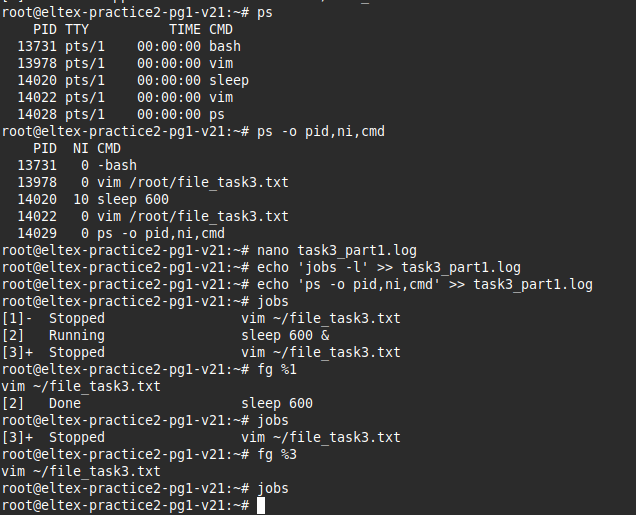 root@eltex-practice2-pg1-v21:~# ps
    PID TTY          TIME CMD
  13731 pts/1    00:00:00 bash
  13978 pts/1    00:00:00 vim
  14020 pts/1    00:00:00 sleep
  14022 pts/1    00:00:00 vim
  14028 pts/1    00:00:00 ps
root@eltex-practice2-pg1-v21:~# ps -o pid,ni,cmd
    PID  NI CMD
  13731   0 -bash
  13978   0 vim /root/file_task3.txt
  14020  10 sleep 600
  14022   0 vim /root/file_task3.txt
  14029   0 ps -o pid,ni,cmd
root@eltex-practice2-pg1-v21:~# nano task3_part1.log
root@eltex-practice2-pg1-v21:~# echo 'jobs -l' >> task3_part1.log
root@eltex-practice2-pg1-v21:~# echo 'ps -o pid,ni,cmd' >> task3_part1.log
root@eltex-practice2-pg1-v21:~# jobs
[1]-  Stopped                 vim ~/file_task3.txt
[2]   Running                 sleep 600 &
[3]+  Stopped                 vim ~/file_task3.txt
root@eltex-practice2-pg1-v21:~# fg %1
vim ~/file_task3.txt
[2]   Done                    sleep 600
root@eltex-practice2-pg1-v21:~# jobs
[3]+  Stopped                 vim ~/file_task3.txt
root@eltex-practice2-pg1-v21:~# fg %3
vim ~/file_task3.txt
root@eltex-practice2-pg1-v21:~# jobs
root@eltex-practice2-pg1-v21:~#